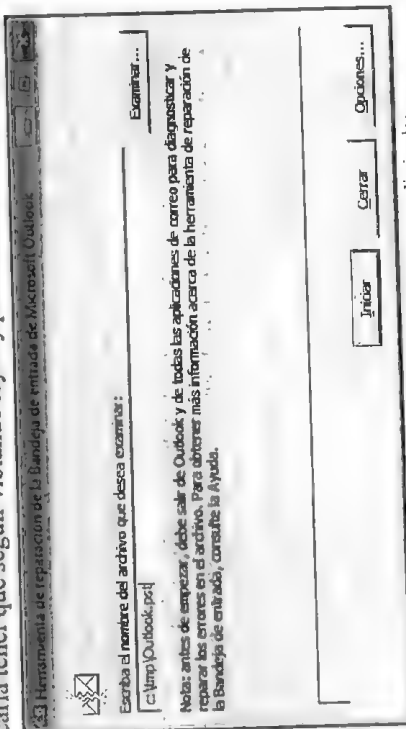 tener que seguir
Herramienta de reparación de la Bandeja de entrada de Microsoft Outlook
Escriba el nombre del archivo que desea examinar:
c:\tmp\Outlook.pst
Examinar...
Nota: antes de empezar, debe salir de Outlook y de todas las aplicaciones de correo para diagnosticar y
reparar los errores en el archivo. Para obtener más información acerca de la herramienta de reparación de
la Bandeja de entrada, consulte la Ayuda.
Iniciar
Cerrar
Opciones...